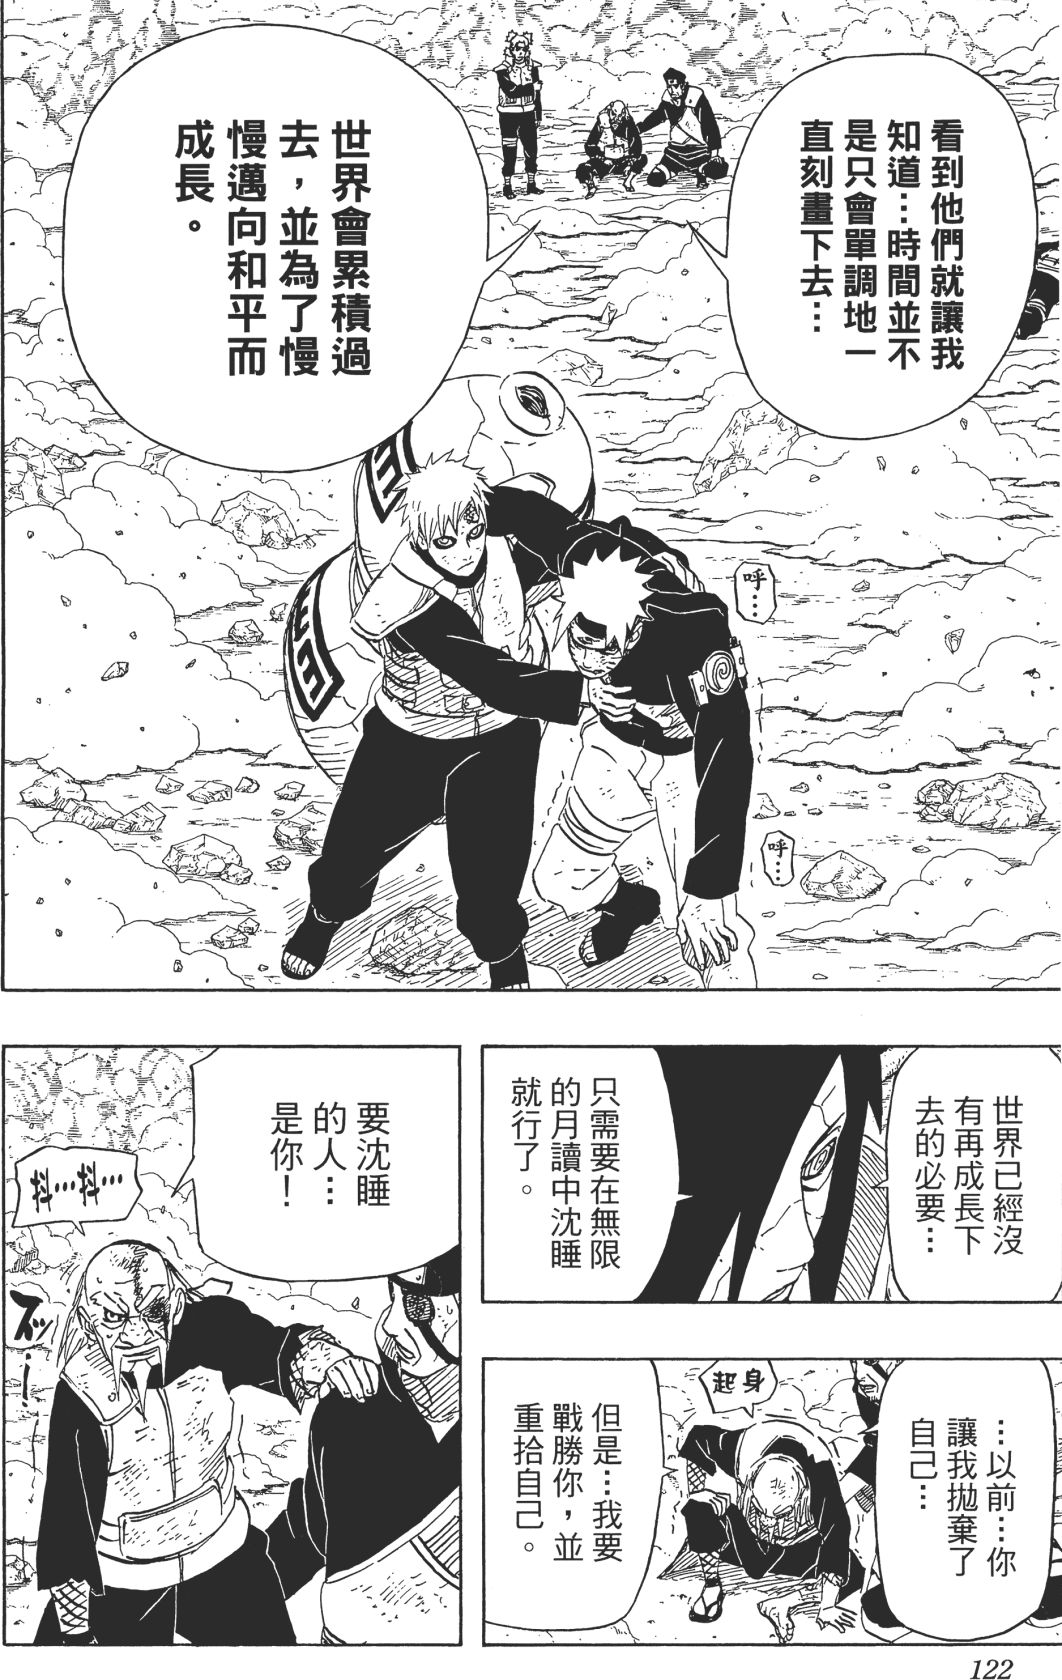 看到他們就讓我
知道…時間並不
是只會單調地一
直刻畫下去…
世界會累積過
去，並為了慢
慢邁向和平而
成長。
呼…
呼…
世界已經沒
有再成長下
去的必要…
只需要在無限
的月讀中沈睡
就行了。
…以前…你
讓我拋棄了
自己…
起身
但是…我要
戰勝你，並
重拾自己。
要沈睡
的人…
是你！
抖…抖…
ズッ…
122